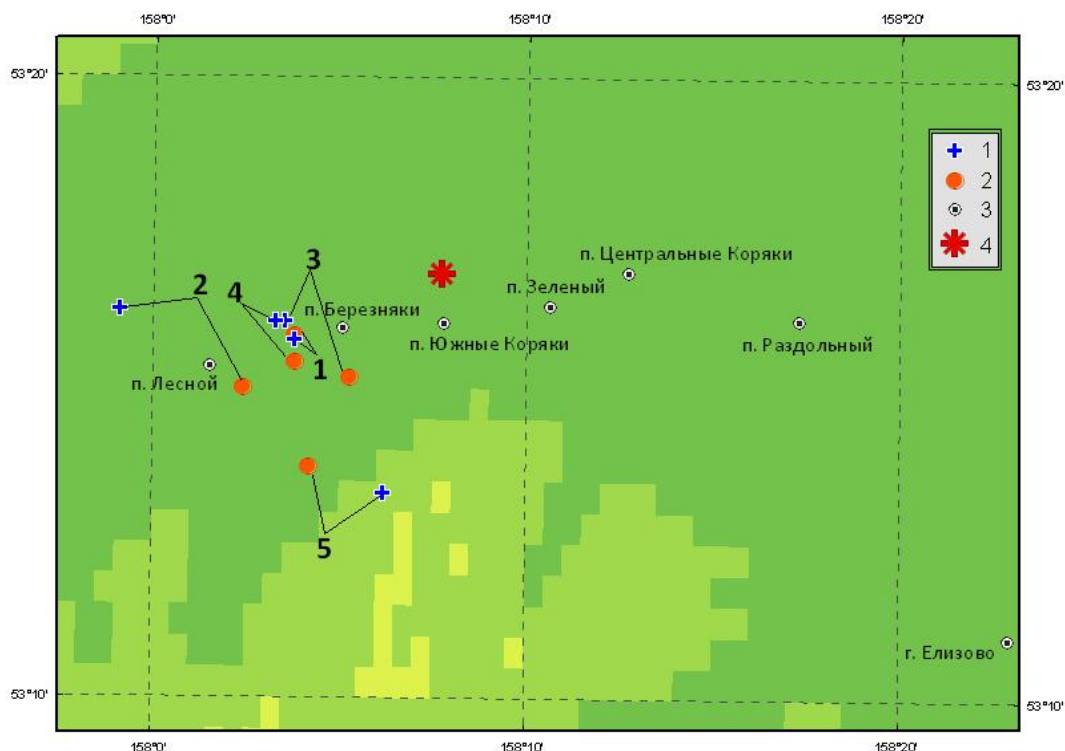 158°0'
158°10'
158°20'
53°20'
53°20'
1
2
3
4
п. Центральные Коряки
3
2
4
п. Зеленый
п. Березняки
п. Южные Коряки
п. Раздольный
1
п. Лесной
5
г. Елизово
53°10'
53°10'
158°0'
158°10'
158°20'